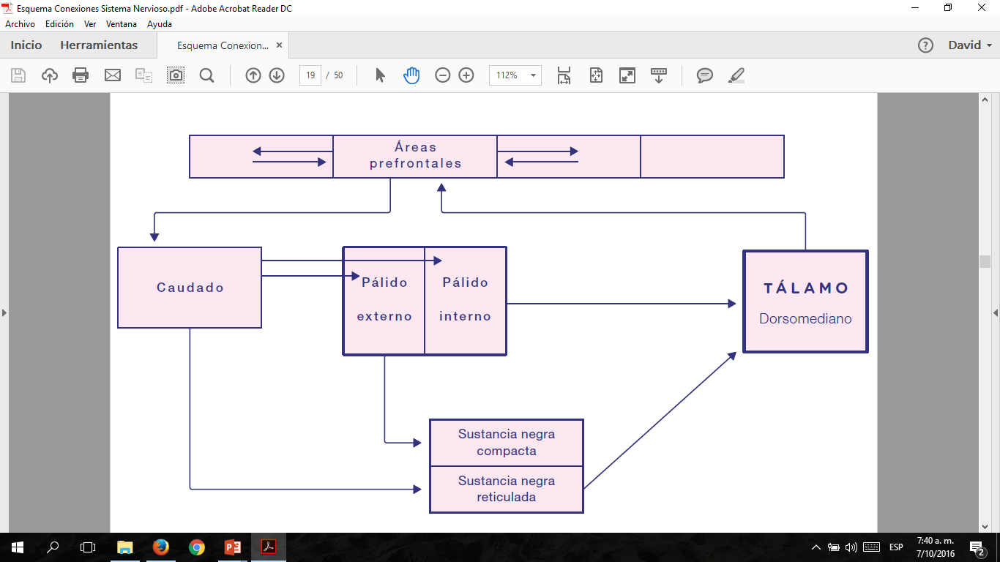 Esquema Conexiones Sistema Nervioso.pdf - Adobe Acrobat Reader DC
Archivo Edición Ver Ventana Ayuda
Inicio Herramientas Esquema Conexion... × David
19 / 50 112%
Áreas
prefrontales
Caudado
Pálido
externo
Pálido
interno
TÁLAMO
Dorsomediano
Sustancia negra
compacta
Sustancia negra
reticulada
ESP
7:40 a. m.
7/10/2016
2